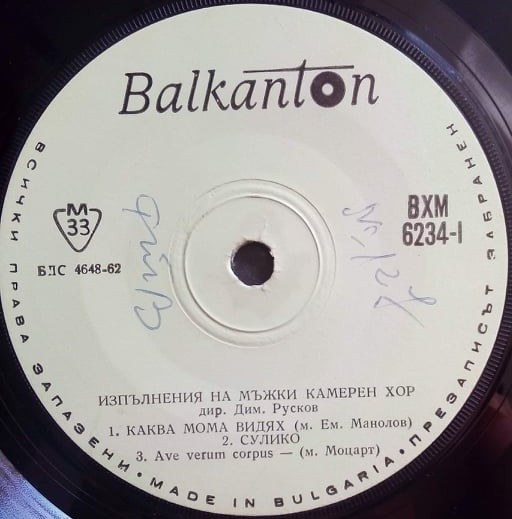 Balkanton
ВСИЧКИ ПРАВА ЗАПАЗЕНИ • MADE IN BULGARIA • ПРЕЗАПИСЪТ ЗАБРАНЕН
M
33
БДС 4648-62
ВХМ
6234-I
ИЗПЪЛНЕНИЯ НА МЪЖКИ КАМЕРЕН ХОР
дир. Дим. Русков
1. КАКВА МОМА ВИДЯХ (м. Ем. Манолов)
2. СУЛИКО
3. Ave verum corpus — (м. Моцарт)